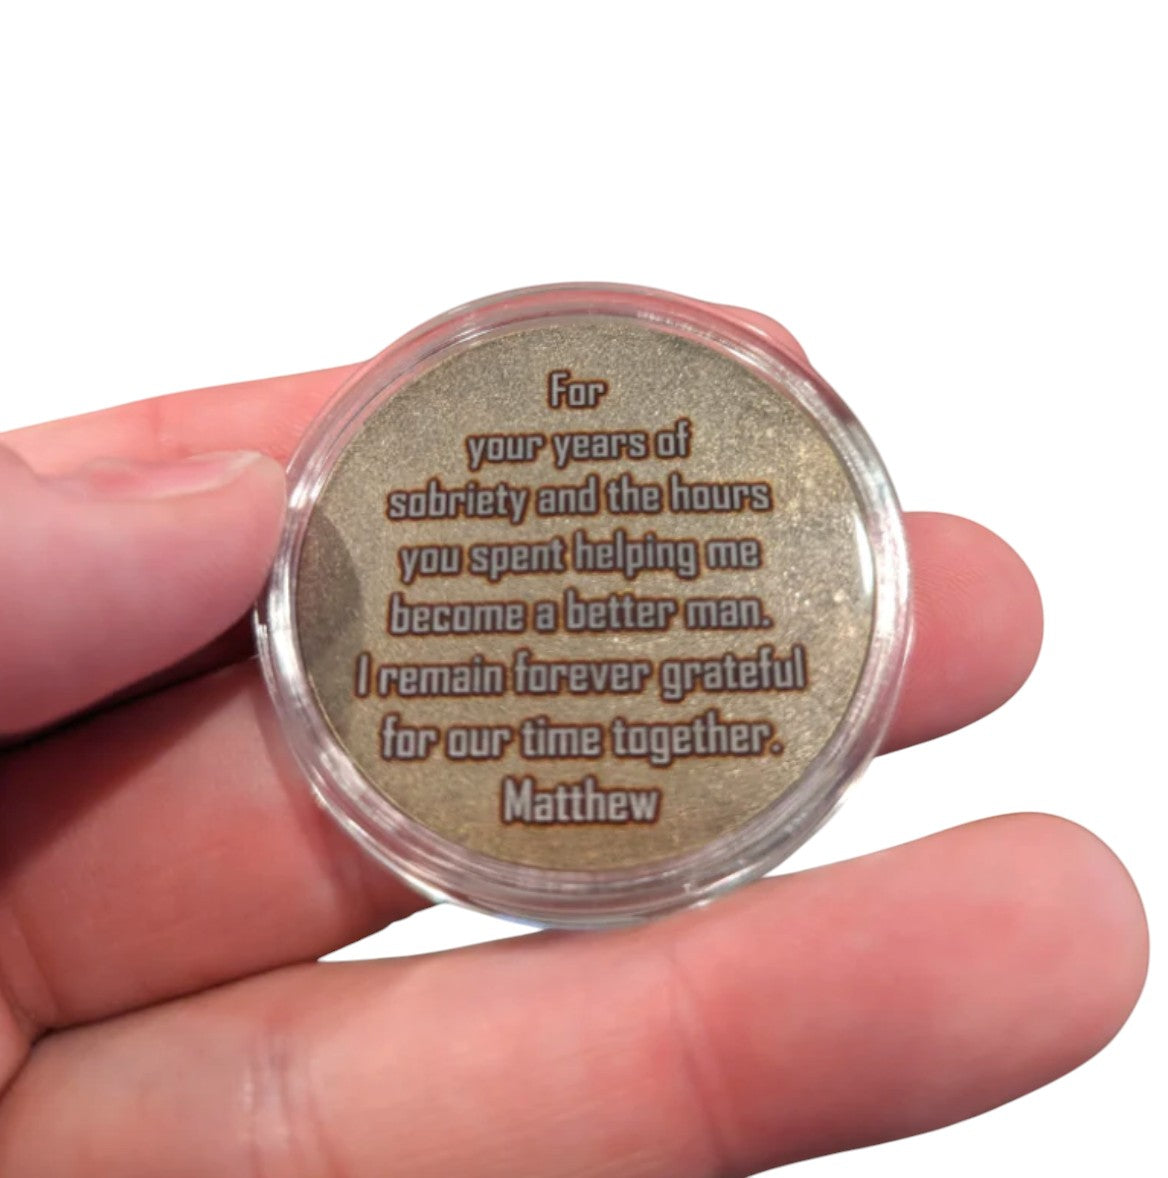 For
your years of
sobriety and the hours
you spent helping me
become a better man.
I remain forever grateful
for our time together.
Matthew